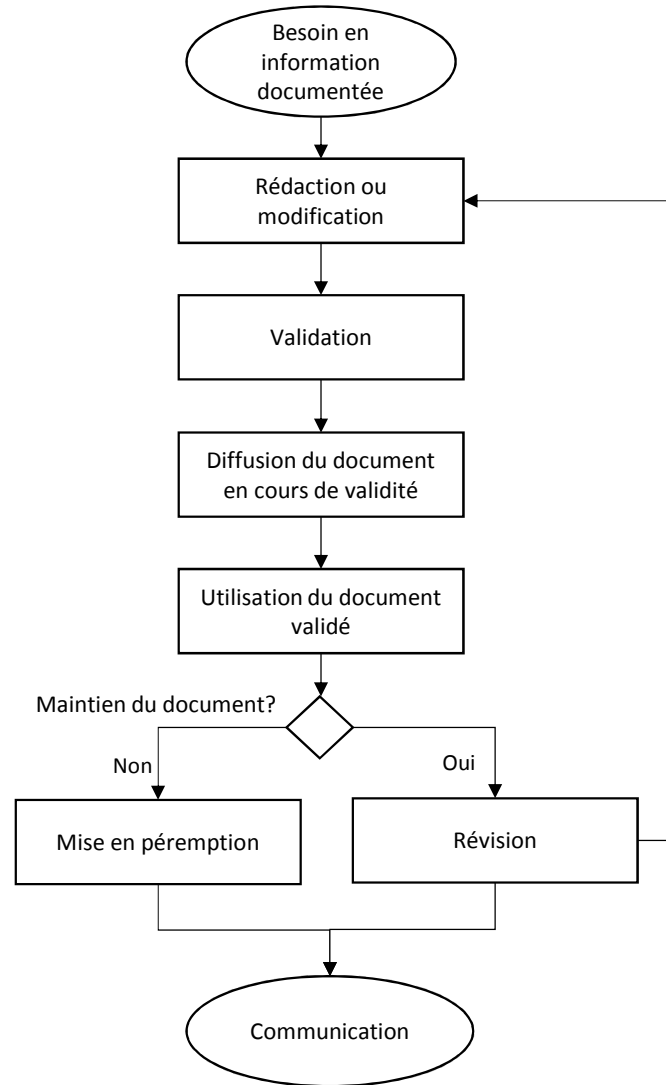 Besoin en
information
documentée
Rédaction ou
modification
Validation
Diffusion du document
en cours de validité
Utilisation du document
validé
Maintien du document?
Non
Oui
Mise en péremption
Révision
Communication